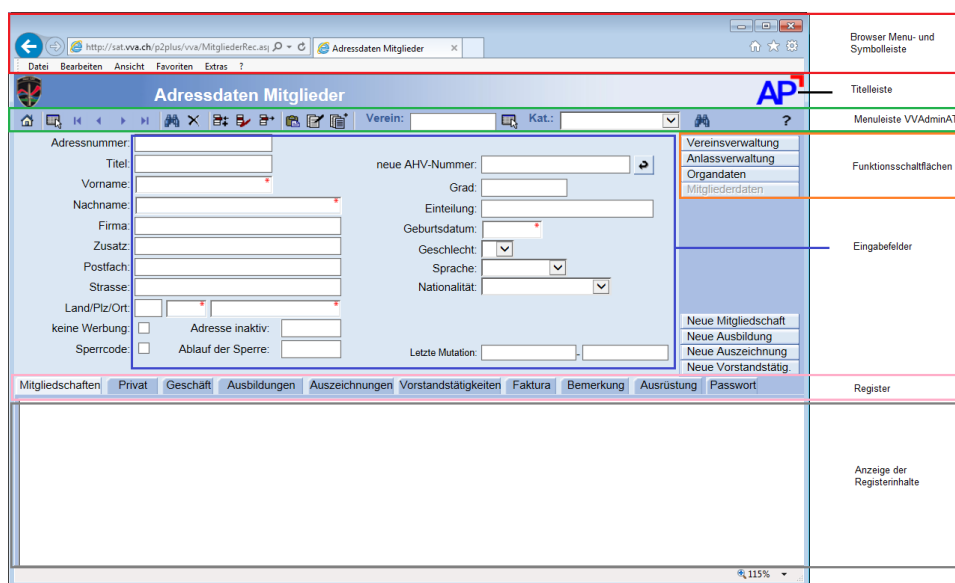 http://sat.vva.ch/p2plus/vva/MitgliederRec.asp
Adressdaten Mitglieder
Browser Menu- und
Symbolleiste
Datei Bearbeiten Ansicht Favoriten Extras ?
Adressdaten Mitglieder
AP
Titelleiste
Verein:
Kat.:
?
Menuleiste VVAdminAT
Adressnummer:
Titel:
Vorname: *
Nachname: *
Firma:
Zusatz:
Postfach:
Strasse:
Land/Plz/Ort: * *
keine Werbung:
Adresse inaktiv:
Sperrcode:
Ablauf der Sperre:
neue AHV-Nummer:
Grad:
Einteilung:
Geburtsdatum: *
Geschlecht:
Sprache:
Nationalität:
Letzte Mutation: -
Vereinsverwaltung
Anlassverwaltung
Organdaten
Mitgliederdaten
Funktionsschaltflächen
Eingabefelder
Neue Mitgliedschaft
Neue Ausbildung
Neue Auszeichnung
Neue Vorstandstätig.
Mitgliedschaften Privat Geschäft Ausbildungen Auszeichnungen Vorstandstätigkeiten Faktura Bemerkung Ausrüstung Passwort
Register
Anzeige der
Registerinhalte
115%